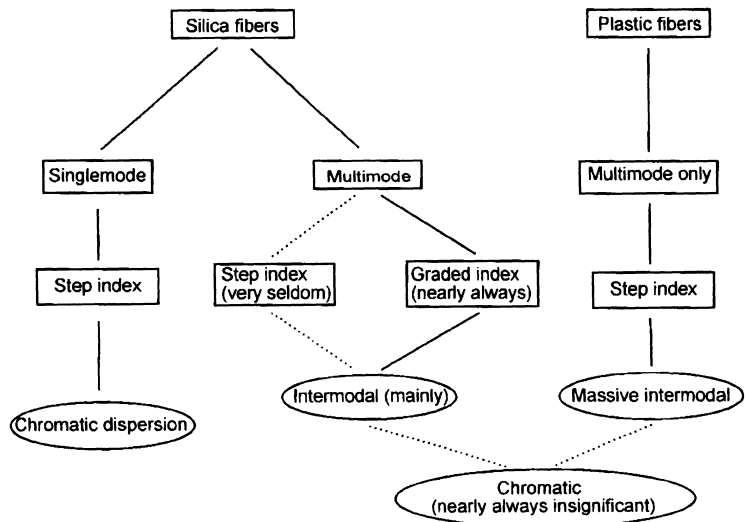 Silica fibers
Plastic fibers
Singlemode
Multimode
Multimode only
Step index
Step index
(very seldom)
Graded index
(nearly always)
Step index
Intermodal (mainly)
Massive intermodal
Chromatic dispersion
Chromatic
(nearly always insignificant)